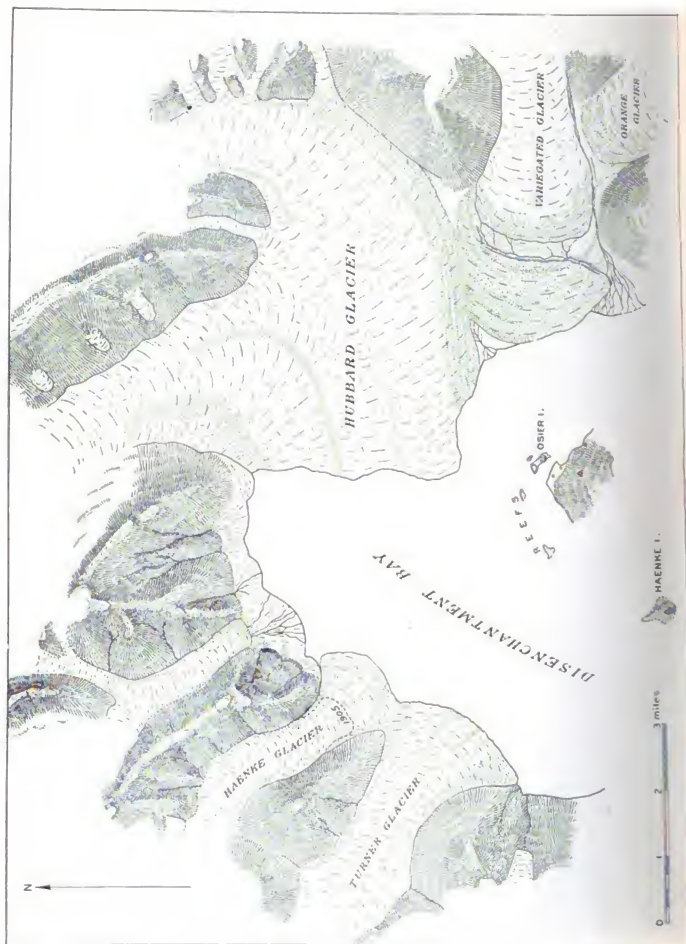 N
HUBBARD GLACIER
VARIEGATED GLACIER
ORANGE
GLACIER
HAENKE GLACIER
1905
TURNER GLACIER
DISENCHANTMENT BAY
REEFS
OSIER I.
HAENKE I.
0 1 2 3 miles